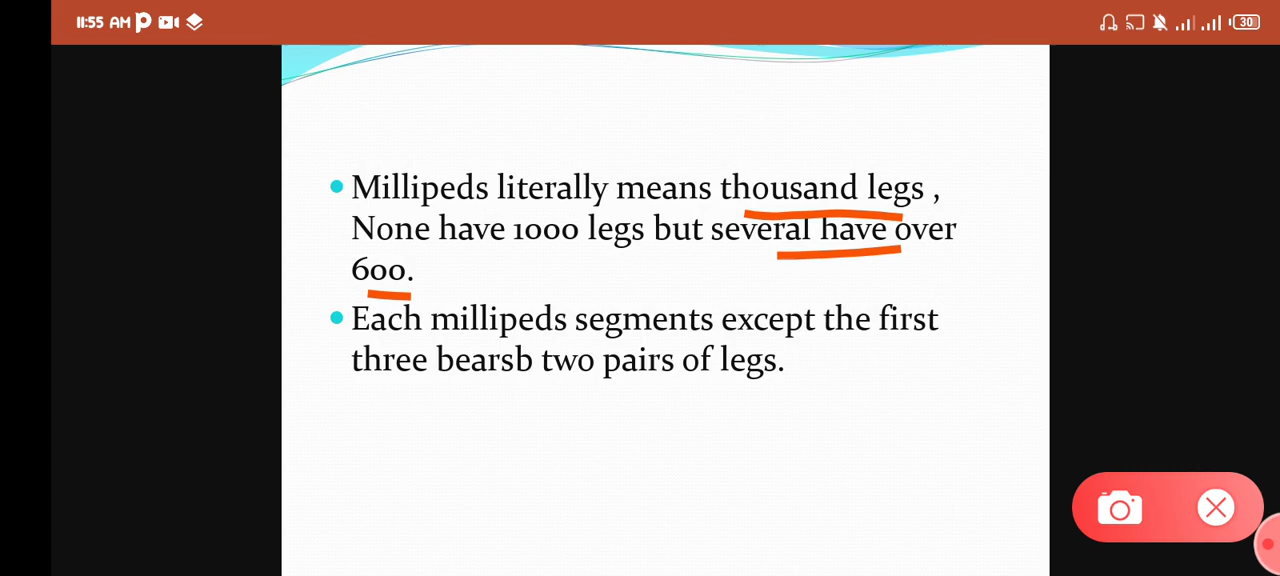 11:55 AM
30
Millipeds literally means thousand legs ,
None have 1000 legs but several have over
600.
Each millipeds segments except the first
three bearsb two pairs of legs.